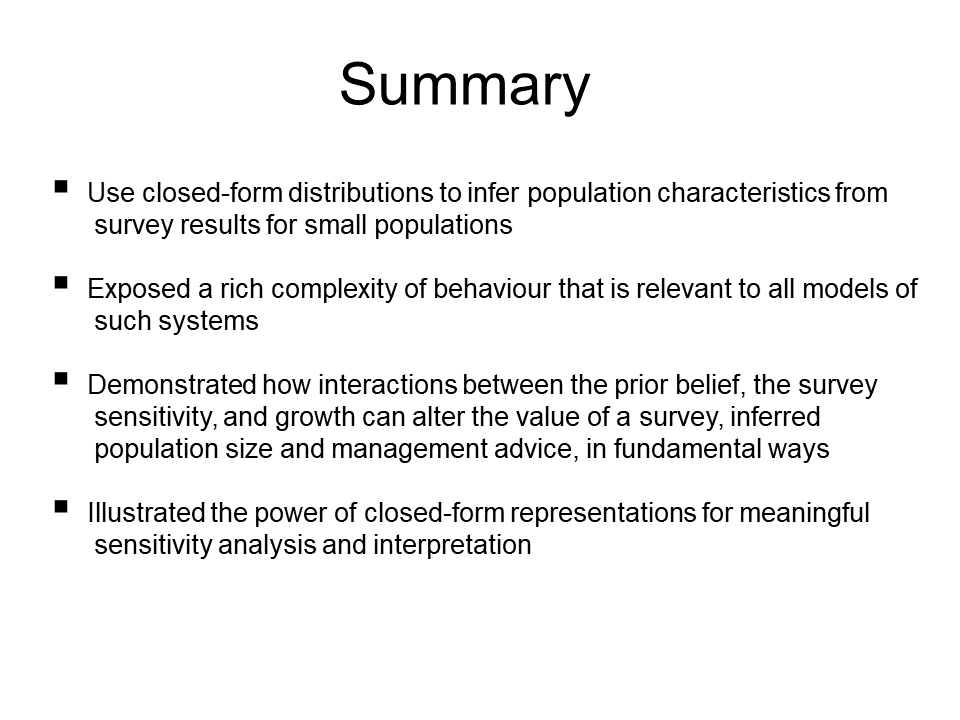 Summary
▪ Use closed-form distributions to infer population characteristics from
survey results for small populations
▪ Exposed a rich complexity of behaviour that is relevant to all models of
such systems
▪ Demonstrated how interactions between the prior belief, the survey
sensitivity, and growth can alter the value of a survey, inferred
population size and management advice, in fundamental ways
▪ Illustrated the power of closed-form representations for meaningful
sensitivity analysis and interpretation